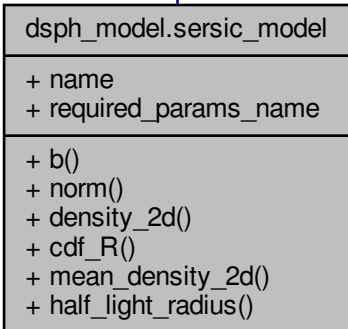 dsph_model.sersic_model
+ name
+ required_params_name
+ b()
+ norm()
+ density_2d()
+ cdf_R()
+ mean_density_2d()
+ half_light_radius()